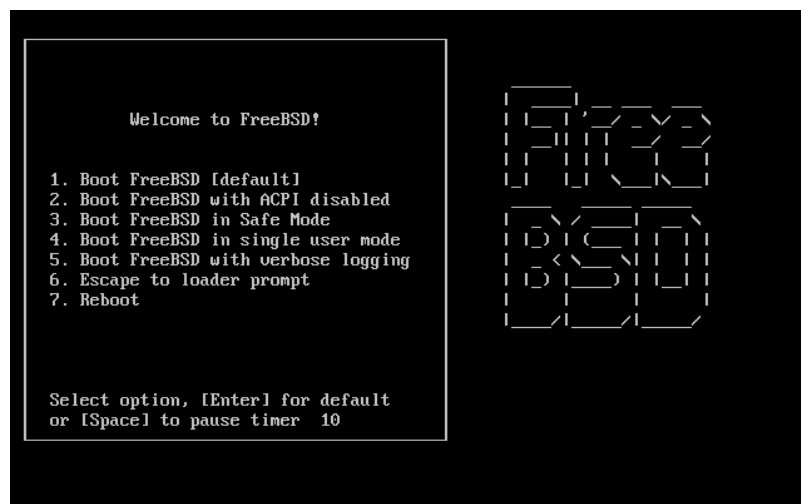 Welcome to FreeBSD!
1. Boot FreeBSD [default]
2. Boot FreeBSD with ACPI disabled
3. Boot FreeBSD in Safe Mode
4. Boot FreeBSD in single user mode
5. Boot FreeBSD with verbose logging
6. Escape to loader prompt
7. Reboot
Select option, [Enter] for default
or [Space] to pause timer  10
Free
BSD